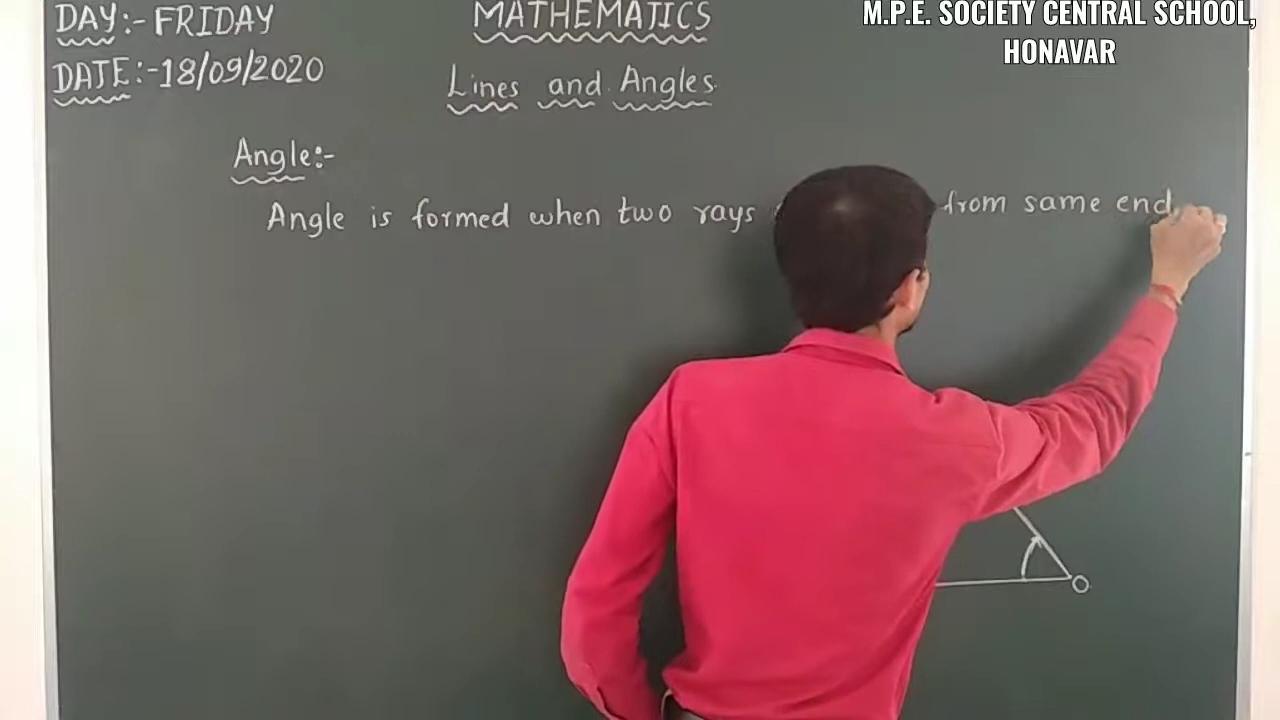 DAY:- FRIDAY
DATE:-18/09/2020
MATHEMATICS
Lines and Angles
M.P.E. SOCIETY CENTRAL SCHOOL,
HONAVAR
Angle:-
Angle is formed when two rays from same end
O